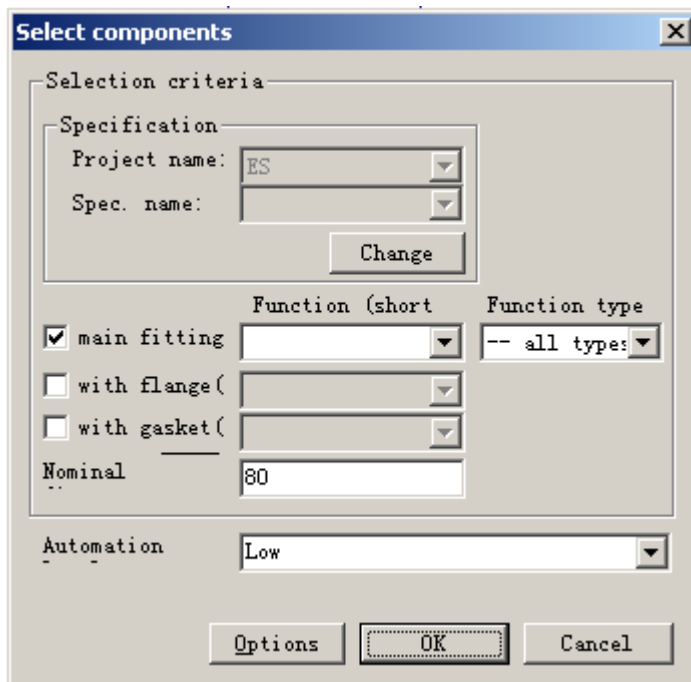 Select components
Selection criteria
Specification
Project name: ES
Spec. name:
Change
Function (short Function type
main fitting -- all types
with flange(
with gasket(
Nominal 80
Automation Low
Options OK Cancel